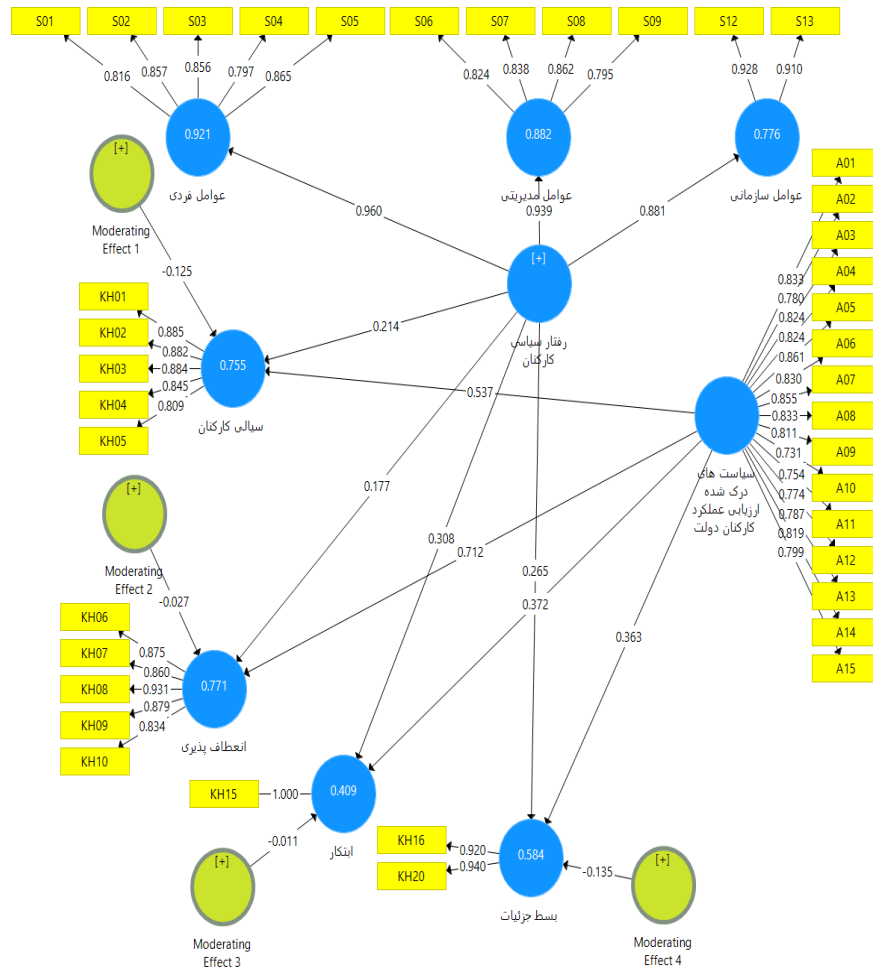 S01
S02
S03
S04
S05
S06
S07
S08
S09
S12
S13
0.816
0.857
0.856
0.797
0.865
0.824
0.838
0.862
0.795
0.928
0.910
0.921
0.882
0.776
عوامل فردی
عوامل مدیریتی
عوامل سازمانی
[+]
Moderating
Effect 1
-0.125
0.960
0.939
0.881
[+]
رفتار سیاسی
کارکنان
A01
A02
A03
A04
A05
A06
A07
A08
A09
A10
A11
A12
A13
A14
A15
0.833
0.780
0.824
0.824
0.861
0.830
0.855
0.833
0.811
0.731
0.754
0.774
0.787
0.819
0.799
سیاست های
درک شده
ارزیابی عملکرد
کارکنان دولت
KH01
KH02
KH03
KH04
KH05
0.885
0.882
0.884
0.845
0.809
0.755
سیالی کارکنان
0.214
0.537
[+]
Moderating
Effect 2
-0.027
0.177
0.308
0.712
0.265
0.372
0.363
KH06
KH07
KH08
KH09
KH10
0.875
0.860
0.931
0.879
0.834
0.771
انعطاف پذیری
KH15
1.000
0.409
ابتکار
-0.011
[+]
Moderating
Effect 3
KH16
KH20
0.920
0.940
0.584
بسط جزئیات
-0.135
[+]
Moderating
Effect 4